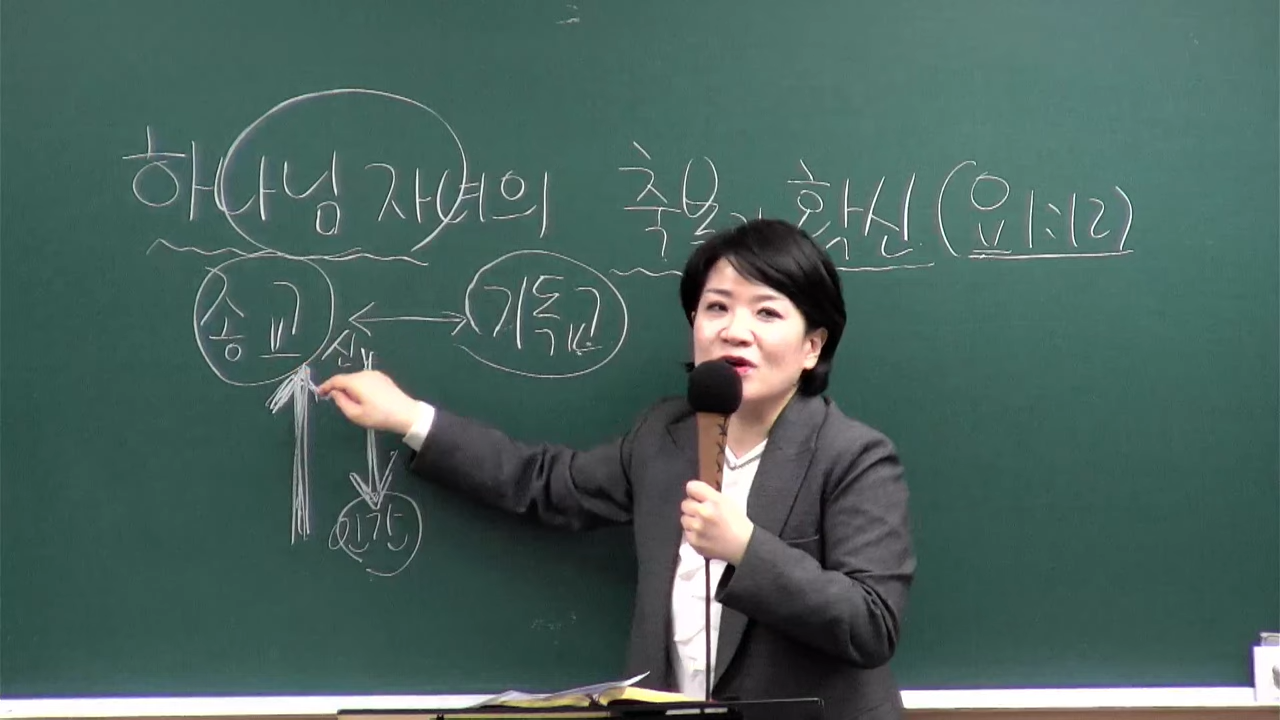 하나님 자녀의 축복과 확신 (요1:12)
종교 신 ↔ 기독교
인간